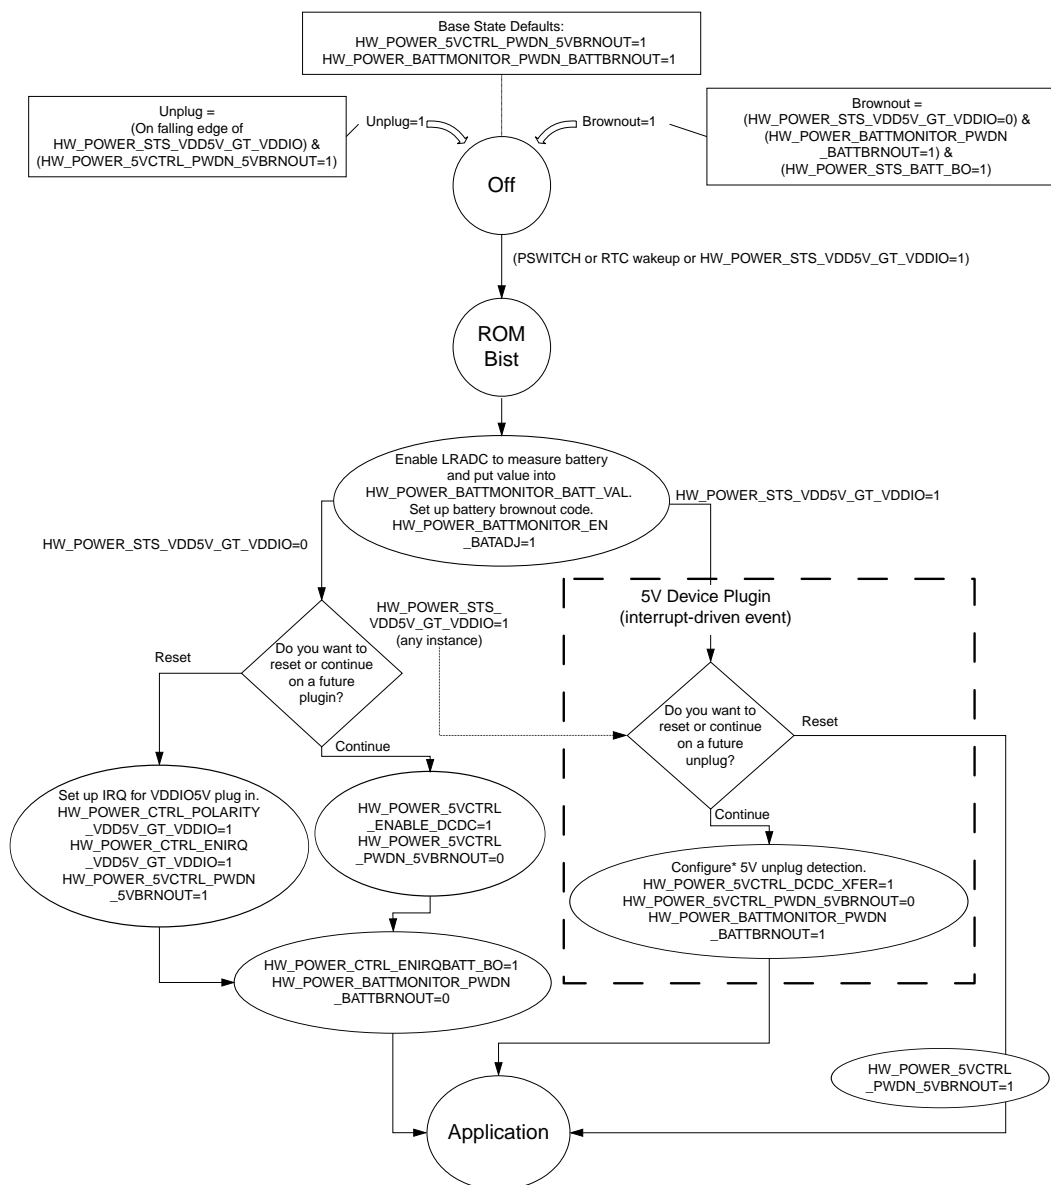 Base State Defaults:
HW_POWER_5VCTRL_PWDN_5VBRNOUT=1
HW_POWER_BATTMONITOR_PWDN_BATTBRNOUT=1
Unplug =
(On falling edge of
HW_POWER_STS_VDD5V_GT_VDDIO) &
(HW_POWER_5VCTRL_PWDN_5VBRNOUT=1)
Unplug=1
Brownout=1
Brownout =
(HW_POWER_STS_VDD5V_GT_VDDIO=0) &
(HW_POWER_BATTMONITOR_PWDN
_BATTBRNOUT=1) &
(HW_POWER_STS_BATT_BO=1)
Off
(PSWITCH or RTC wakeup or HW_POWER_STS_VDD5V_GT_VDDIO=1)
ROM
Bist
Enable LRADC to measure battery
and put value into
HW_POWER_BATTMONITOR_BATT_VAL.
Set up battery brownout code.
HW_POWER_BATTMONITOR_EN
_BATADJ=1
HW_POWER_STS_VDD5V_GT_VDDIO=1
HW_POWER_STS_VDD5V_GT_VDDIO=0
5V Device Plugin
(interrupt-driven event)
HW_POWER_STS_
VDD5V_GT_VDDIO=1
(any instance)
Do you want to
reset or continue
on a future
plugin?
Reset
Continue
Do you want to
reset or continue
on a future
unplug?
Reset
Continue
Set up IRQ for VDDIO5V plug in.
HW_POWER_CTRL_POLARITY
_VDD5V_GT_VDDIO=1
HW_POWER_CTRL_ENIRQ
_VDD5V_GT_VDDIO=1
HW_POWER_5VCTRL_PWDN
_5VBRNOUT=1
HW_POWER_5VCTRL
_ENABLE_DCDC=1
HW_POWER_5VCTRL
_PWDN_5VBRNOUT=0
Configure* 5V unplug detection.
HW_POWER_5VCTRL_DCDC_XFER=1
HW_POWER_5VCTRL_PWDN_5VBRNOUT=0
HW_POWER_BATTMONITOR_PWDN
_BATTBRNOUT=1
HW_POWER_CTRL_ENIRQBATT_BO=1
HW_POWER_BATTMONITOR_PWDN
_BATTBRNOUT=0
HW_POWER_5VCTRL
_PWDN_5VBRNOUT=1
Application